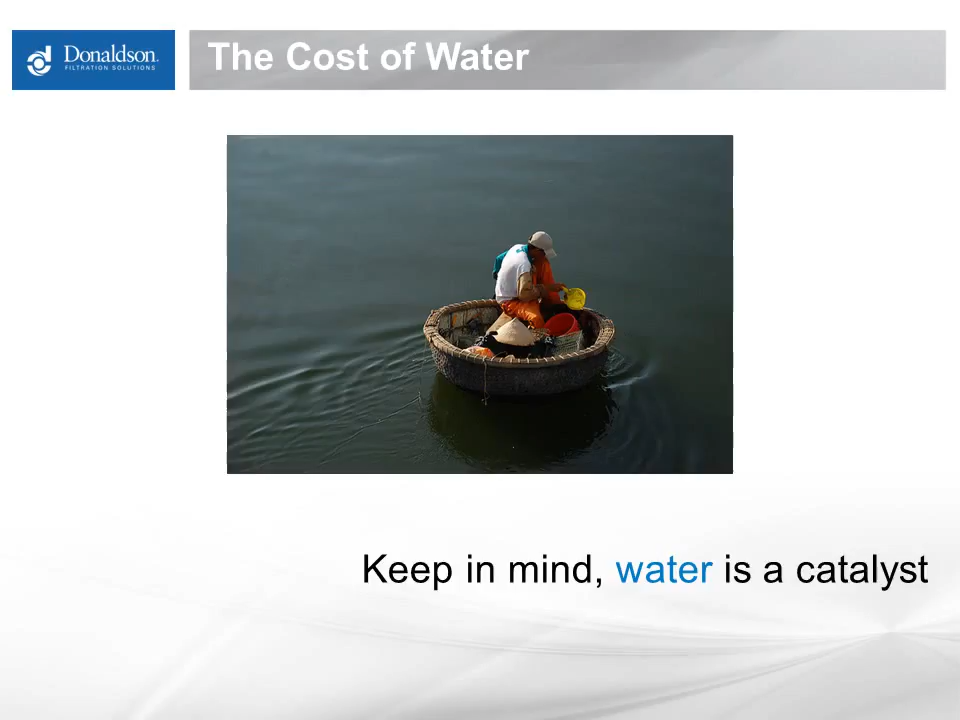 Donaldson.
FILTRATION SOLUTIONS
The Cost of Water
Keep in mind, water is a catalyst